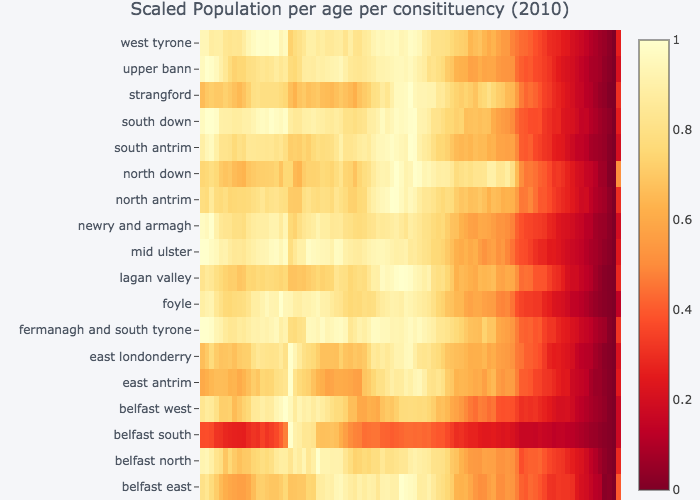 Scaled Population per age per consitituency (2010)
west tyrone
upper bann
strangford
south down
south antrim
north down
north antrim
newry and armagh
mid ulster
lagan valley
foyle
fermanagh and south tyrone
east londonderry
east antrim
belfast west
belfast south
belfast north
belfast east
1
0.8
0.6
0.4
0.2
0